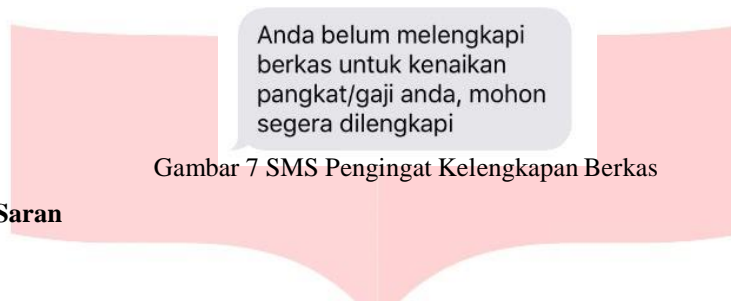 Anda belum melengkapi
berkas untuk kenaikan
pangkat/gaji anda, mohon
segera dilengkapi
Gambar 7 SMS Pengingat Kelengkapan Berkas
Saran